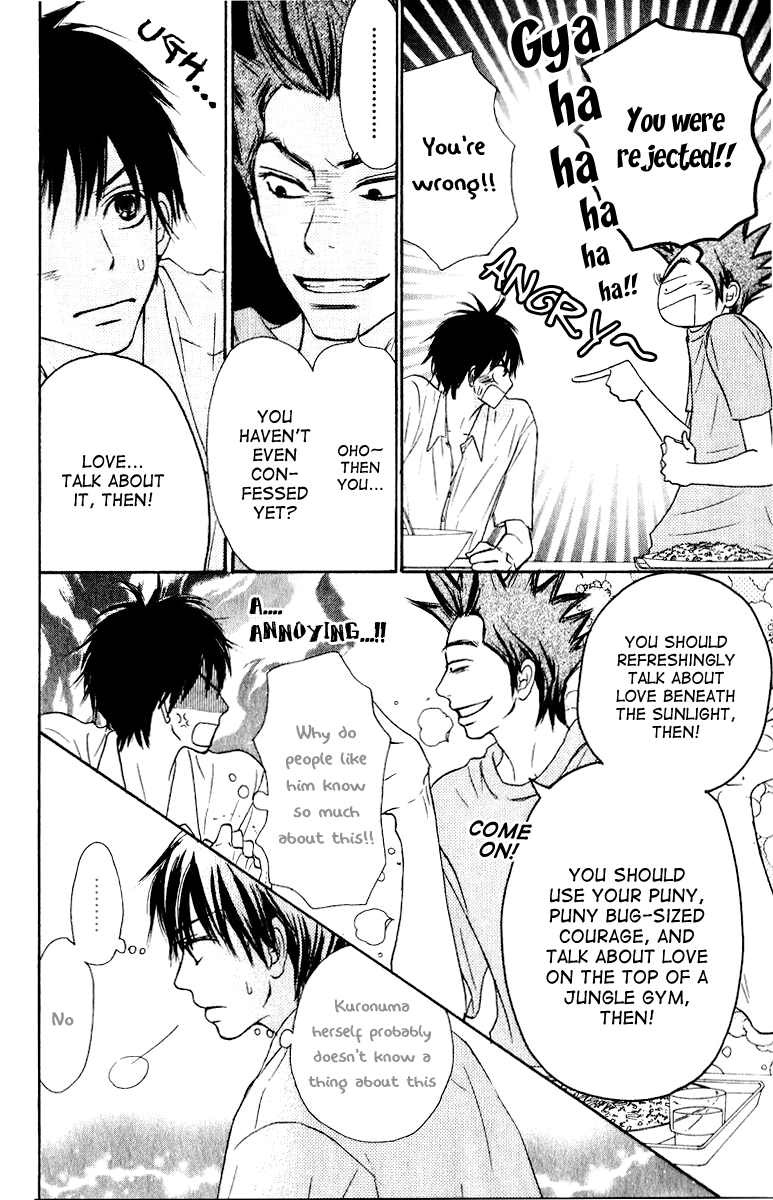 You were
rejected!!
Gya
ha
ha
ha
ha
ha!!
You're
wrong!!
ANGRY~
.........
OHO~
THEN
YOU...
YOU
HAVEN'T
EVEN
CON-
FESSED
YET?
UGH...
LOVE...
TALK ABOUT
IT, THEN!
YOU SHOULD
REFRESHINGLY
TALK ABOUT
LOVE BENEATH
THE SUNLIGHT,
THEN!
COME
ON!
YOU SHOULD
USE YOUR PUNY,
PUNY BUG-SIZED
COURAGE, AND
TALK ABOUT LOVE
ON THE TOP OF A
JUNGLE GYM,
THEN!
A....
ANNOYING...!!
Why do
people like
him know
so much
about this!!
Kuronuma
herself probably
doesn't know a
thing about this
.........
No